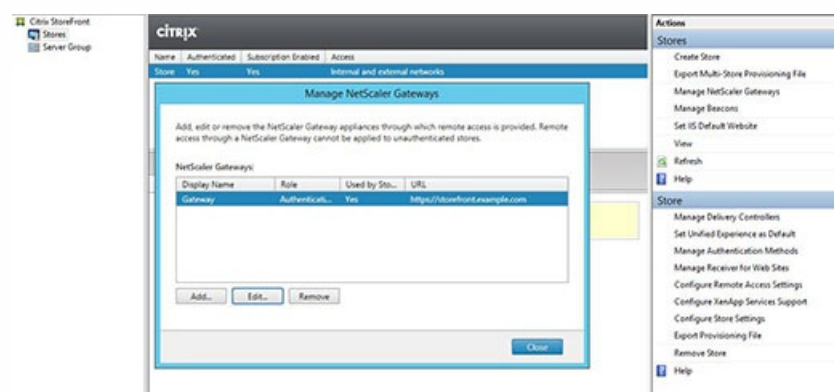 Citrix StoreFront
Stores
Server Group
CİTRIX
Name Authenticated Subscription Enabled Access
Store Yes Yes Internal and external networks
Manage NetScaler Gateways
Add, edit or remove the NetScaler Gateway appliances through which remote access is provided. Remote
access through a NetScaler Gateway cannot be applied to unauthenticated stores.
NetScaler Gateways:
Display Name Role Used by Sto... URL
Gateway Authenticati... Yes https://storefront.example.com
Add... Edit... Remove
Close
Actions
Stores
Create Store
Export Multi-Store Provisioning File
Manage NetScaler Gateways
Manage Beacons
Set IIS Default Website
View
Refresh
Help
Store
Manage Delivery Controllers
Set Unified Experience as Default
Manage Authentication Methods
Manage Receiver for Web Sites
Configure Remote Access Settings
Configure XenApp Services Support
Configure Store Settings
Export Provisioning File
Remove Store
Help